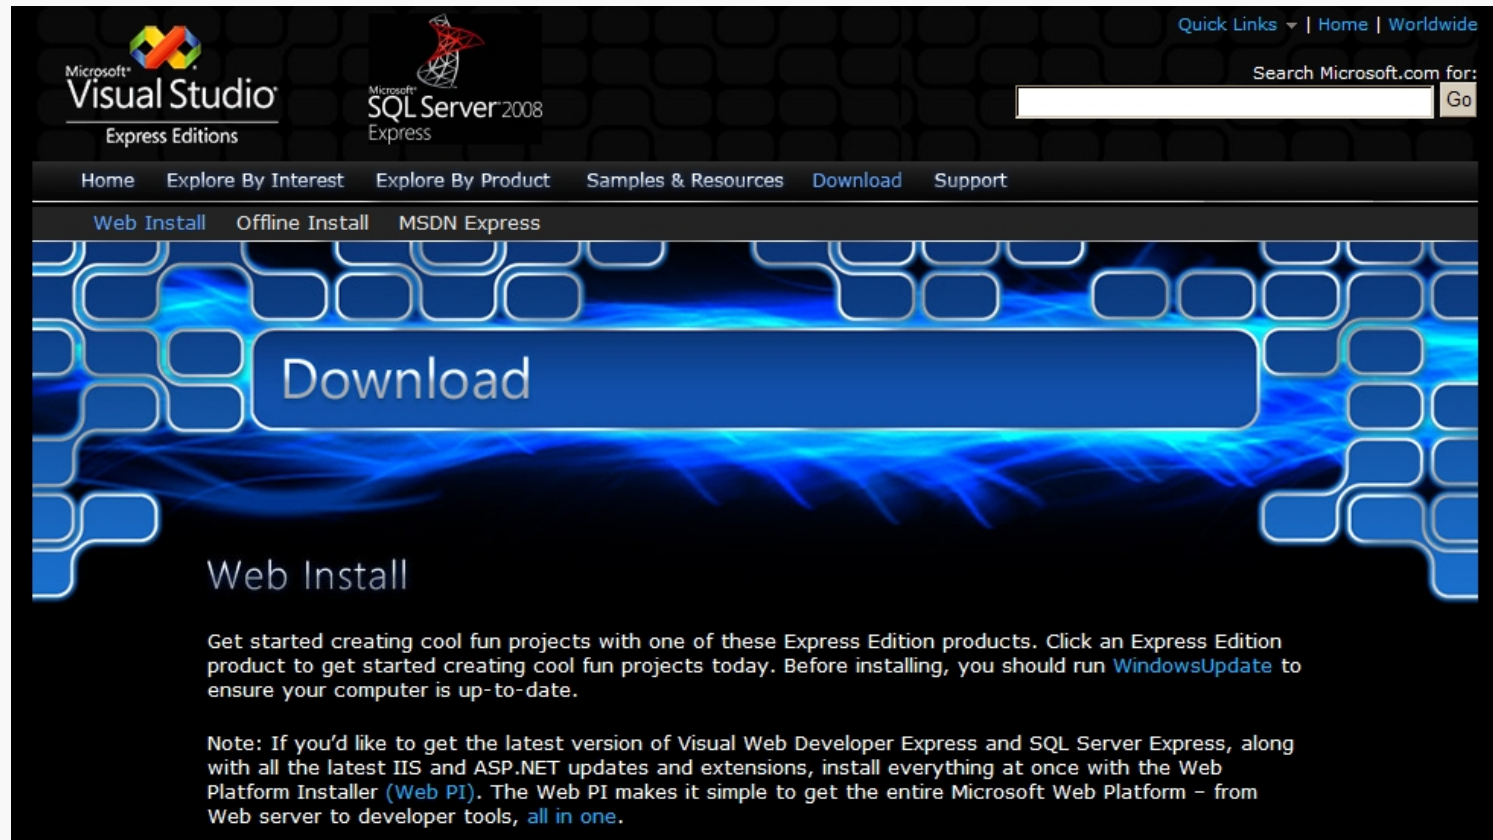 Quick Links | Home | Worldwide
Microsoft
Visual Studio
Express Editions
Microsoft
SQL Server 2008
Express
Search Microsoft.com for:
Go
Home Explore By Interest Explore By Product Samples & Resources Download Support
Web Install Offline Install MSDN Express
Download
Web Install
Get started creating cool fun projects with one of these Express Edition products. Click an Express Edition
product to get started creating cool fun projects today. Before installing, you should run WindowsUpdate to
ensure your computer is up-to-date.
Note: If you’d like to get the latest version of Visual Web Developer Express and SQL Server Express, along
with all the latest IIS and ASP.NET updates and extensions, install everything at once with the Web
Platform Installer (Web PI). The Web PI makes it simple to get the entire Microsoft Web Platform – from
Web server to developer tools, all in one.